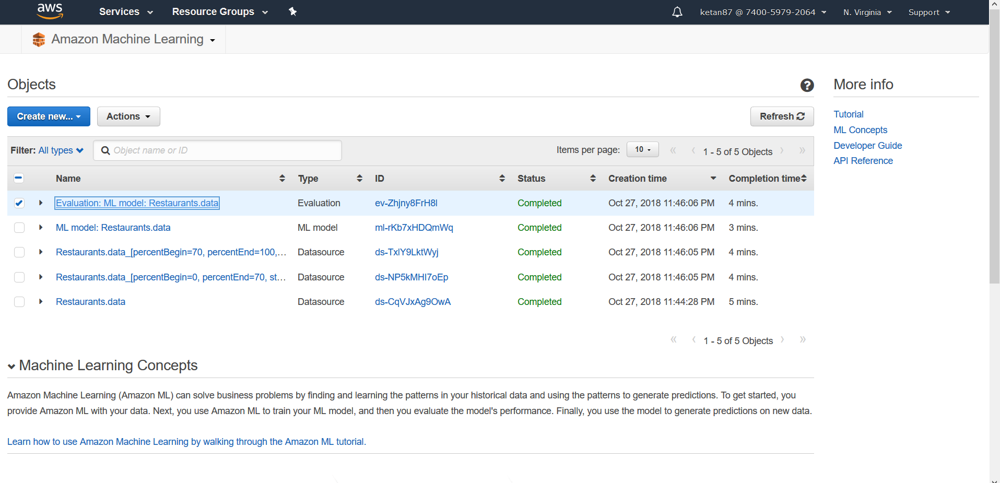 aws Services Resource Groups ketan87 @ 7400-5979-2064 N. Virginia Support
Amazon Machine Learning
Objects
More info
Create new... Actions Refresh
Tutorial
ML Concepts
Developer Guide
API Reference
Filter: All types Object name or ID Items per page: 10 « ‹ 1 - 5 of 5 Objects › »
Name Type ID Status Creation time Completion time
Evaluation: ML model: Restaurants.data Evaluation ev-Zhjny8FrH8l Completed Oct 27, 2018 11:46:06 PM 4 mins.
ML model: Restaurants.data ML model ml-rKb7xHDQmWq Completed Oct 27, 2018 11:46:06 PM 3 mins.
Restaurants.data_[percentBegin=70, percentEnd=100,... Datasource ds-TxlY9LktWyj Completed Oct 27, 2018 11:46:05 PM 4 mins.
Restaurants.data_[percentBegin=0, percentEnd=70, st... Datasource ds-NP5kMHI7oEp Completed Oct 27, 2018 11:46:05 PM 4 mins.
Restaurants.data Datasource ds-CqVJxAg9OwA Completed Oct 27, 2018 11:44:28 PM 5 mins.
« ‹ 1 - 5 of 5 Objects › »
Machine Learning Concepts
Amazon Machine Learning (Amazon ML) can solve business problems by finding and learning the patterns in your historical data and using the patterns to generate predictions. To get started, you
provide Amazon ML with your data. Next, you use Amazon ML to train your ML model, and then you evaluate the model's performance. Finally, you use the model to generate predictions on new data.
Learn how to use Amazon Machine Learning by walking through the Amazon ML tutorial.